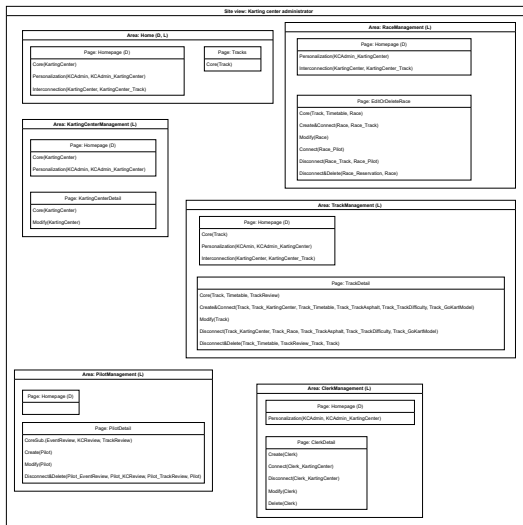 Site view: Karting center administrator
Area: Home (D, L)
Page: Homepage (D)
Core(KartingCenter)
Personalization(KCAdmin, KCAdmin_KartingCenter)
Interconnection(KartingCenter, KartingCenter_Track)
Page: Tracks
Core(Track)
Area: RaceManagement (L)
Page: Homepage (D)
Personalization(KCAdmin_KartingCenter)
Interconnection(KartingCenter, KartingCenter_Track)
Page: EditOrDeleteRace
Core(Track, Timetable, Race)
Create&Connect(Race, Race_Track)
Modify(Race)
Connect(Race_Pilot)
Disconnect(Race_Track, Race_Pilot)
Disconnect&Delete(Race_Reservation, Race)
Area: KartingCenterManagement (L)
Page: Homepage (D)
Core(KartingCenter)
Personalization(KCAdmin, KCAdmin_KartingCenter)
Page: KartingCenterDetail
Core(KartingCenter)
Modify(KartingCenter)
Area: TrackManagement (L)
Page: Homepage (D)
Core(Track)
Personalization(KCAmin, KCAdmin_KartingCenter)
Interconnection(KartingCenter, KartingCenter_Track)
Page: TrackDetail
Core(Track, Timetable, TrackReview)
Create&Connect(Track, Track_KartingCenter, Track_Timetable, Track_TrackAsphalt, Track_TrackDifficulty, Track_GoKartModel)
Modify(Track)
Disconnect(Track_KartingCenter, Track_Race, Track_TrackAsphalt, Track_TrackDifficulty, Track_GoKartModel)
Disconnect&Delete(Track_Timetable, TrackReview_Track, Track)
Area: PilotManagement (L)
Page: Homepage (D)
Page: PilotDetail
CoreSub.(EventReview, KCReview, TrackReview)
Create(Pilot)
Modify(Pilot)
Disconnect&Delete(Pilot_EventReview, Pilot_KCReview, Pilot_TrackReview, Pilot)
Area: ClerkManagement (L)
Page: Homepage (D)
Personalization(KCAdmin, KCAdmin_KartingCenter)
Page: ClerkDetail
Create(Clerk)
Connect(Clerk_KartingCenter)
Disconnect(Clerk_KartingCenter)
Modify(Clerk)
Delete(Clerk)